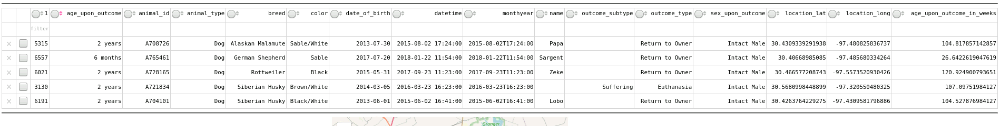 1 age_upon_outcome animal_id animal_type breed color date_of_birth datetime monthyear name outcome_subtype outcome_type sex_upon_outcome location_lat location_long age_upon_outcome_in_weeks
filter
× 5315 2 years A708726 Dog Alaskan Malamute Sable/White 2013-07-30 2015-08-02 17:24:00 2015-08-02T17:24:00 Papa Return to Owner Intact Male 30.4309339291938 -97.480825836737 104.817857142857
× 6557 6 months A765461 Dog German Shepherd Sable 2017-07-20 2018-01-22 11:54:00 2018-01-22T11:54:00 Sargent Return to Owner Intact Male 30.40668985085 -97.485680334264 26.6422619047619
× 6021 2 years A728165 Dog Rottweiler Black 2015-05-31 2017-09-23 11:23:00 2017-09-23T11:23:00 Zeke Return to Owner Intact Male 30.466577208743 -97.5573520930426 120.924900793651
× 3130 2 years A721834 Dog Siberian Husky Brown/White 2014-03-05 2016-03-23 16:23:00 2016-03-23T16:23:00 Suffering Euthanasia Intact Male 30.5680998448899 -97.320550480325 107.09751984127
× 6191 2 years A704101 Dog Siberian Husky Black/White 2013-06-01 2015-06-02 16:41:00 2015-06-02T16:41:00 Lobo Return to Owner Intact Male 30.4263764229275 -97.4309581796886 104.527876984127
Granger